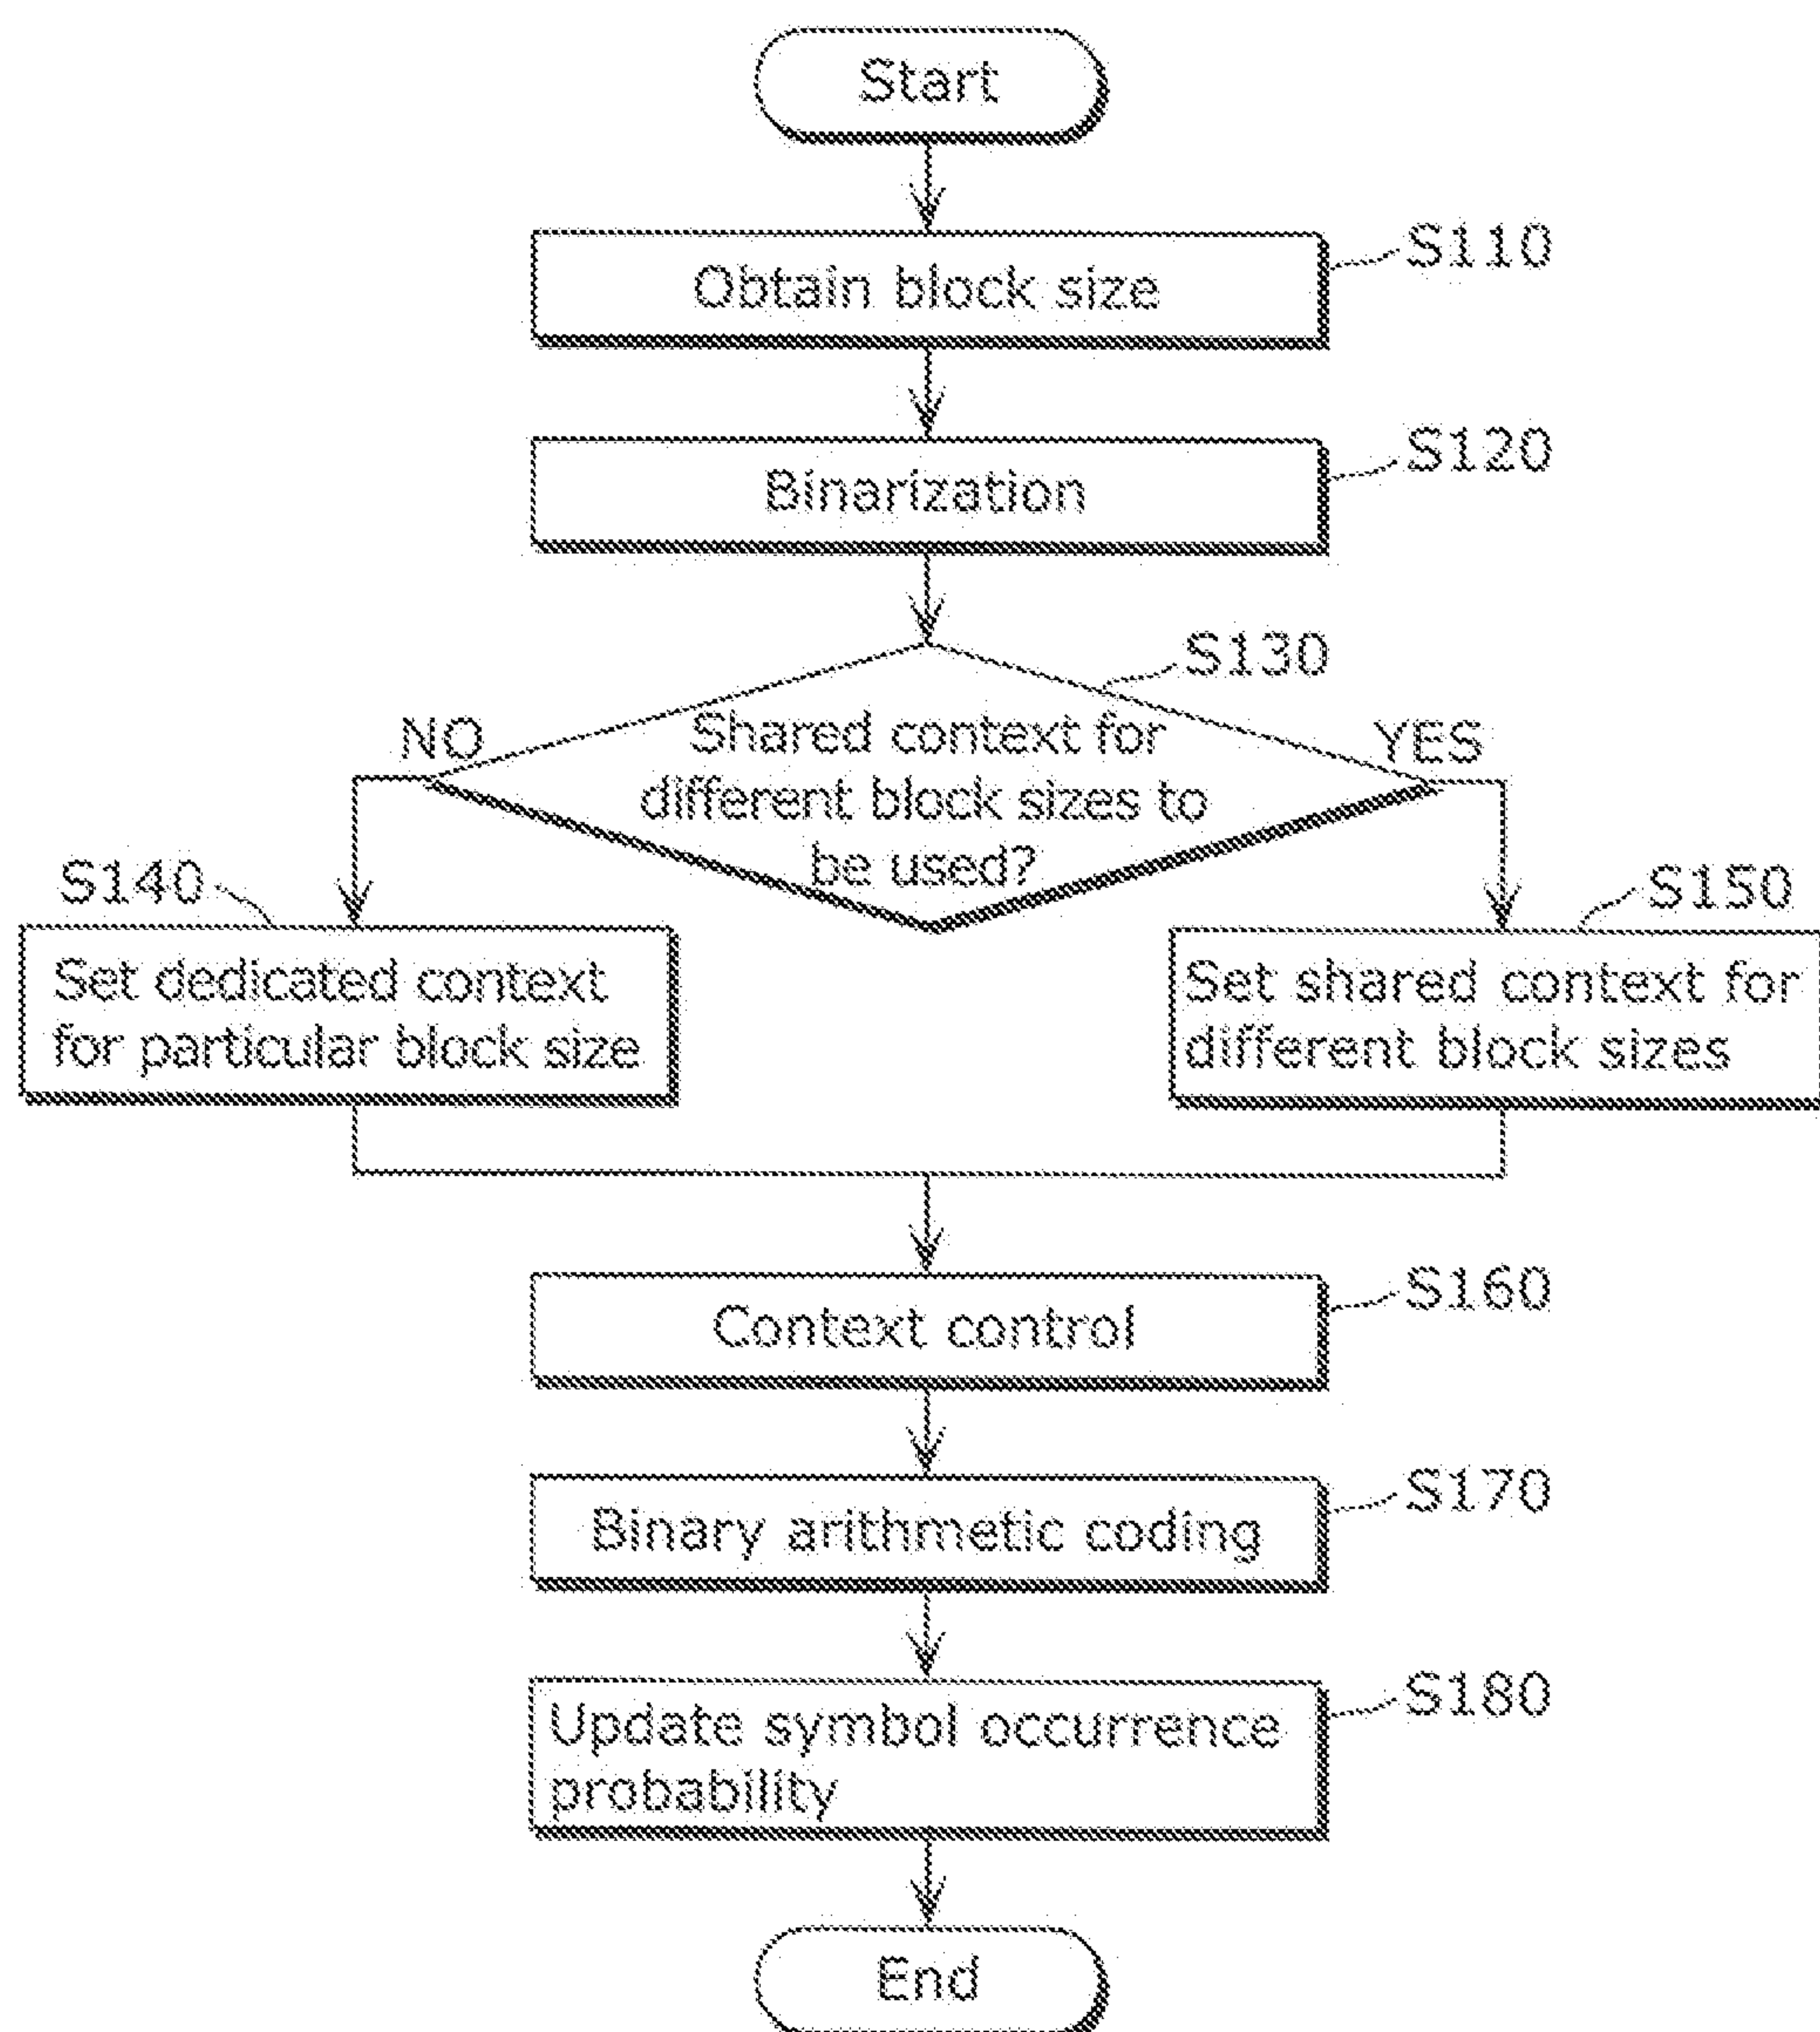 Start
S110
Obtain block size
S120
Binarization
S130
NO
Shared context for
different block sizes to
be used?
YES
S140
Set dedicated context
for particular block size
S150
Set shared context for
different block sizes
S160
Context control
S170
Binary arithmetic coding
S180
Update symbol occurrence
probability
End